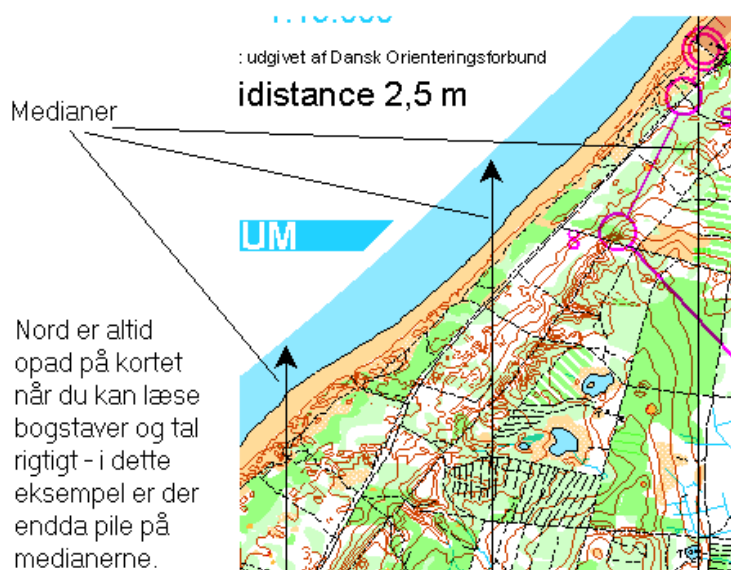 : udgivet af Dansk Orienteringsforbund
idistance 2,5 m
Medianer
UM
8
Nord er altid
opad på kortet
når du kan læse
bogstaver og tal
rigtigt - i dette
eksempel er der
endda pile på
medianerne.